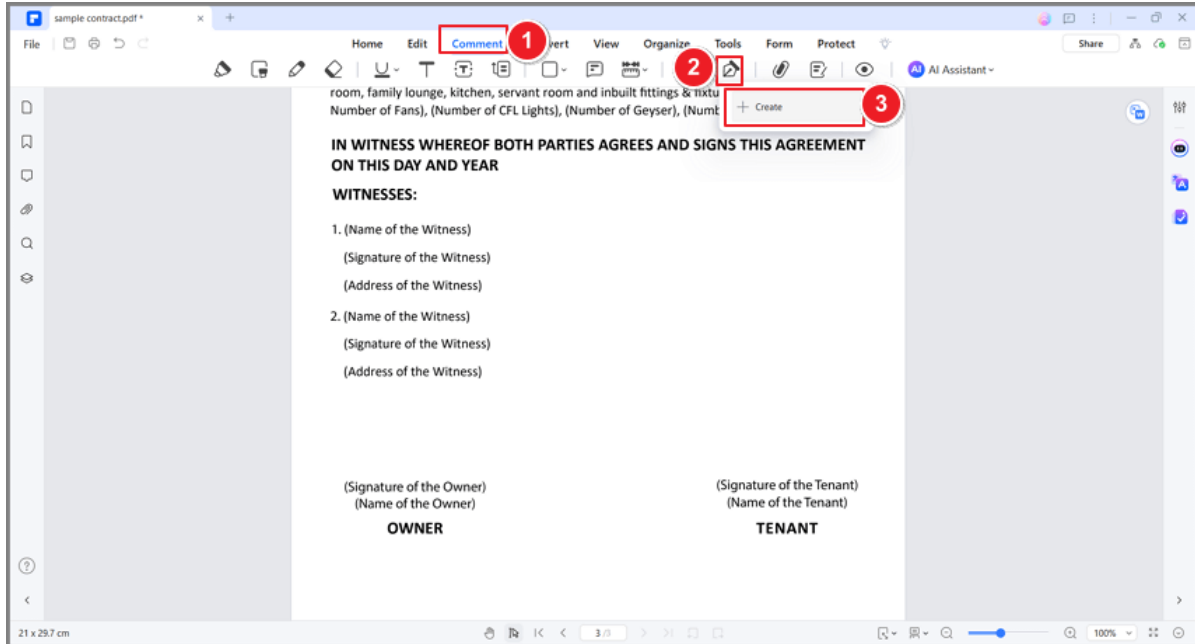 sample contract.pdf *
File Home Edit Comment 1 vert View Organize Tools Form Protect Share
2 AI AI Assistant
room, family lounge, kitchen, servant room and inbuilt fittings & fixtu
Number of Fans), (Number of CFL Lights), (Number of Geyser), (Numb
+ Create 3
IN WITNESS WHEREOF BOTH PARTIES AGREES AND SIGNS THIS AGREEMENT
ON THIS DAY AND YEAR
WITNESSES:
1. (Name of the Witness)
(Signature of the Witness)
(Address of the Witness)
2. (Name of the Witness)
(Signature of the Witness)
(Address of the Witness)
(Signature of the Owner) (Signature of the Tenant)
(Name of the Owner) (Name of the Tenant)
OWNER TENANT
21 x 29.7 cm 3 /3 100%